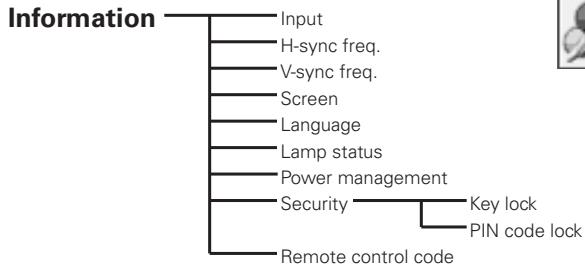 Information
Input
H-sync freq.
V-sync freq.
Screen
Language
Lamp status
Power management
Security
Key lock
PIN code lock
Remote control code